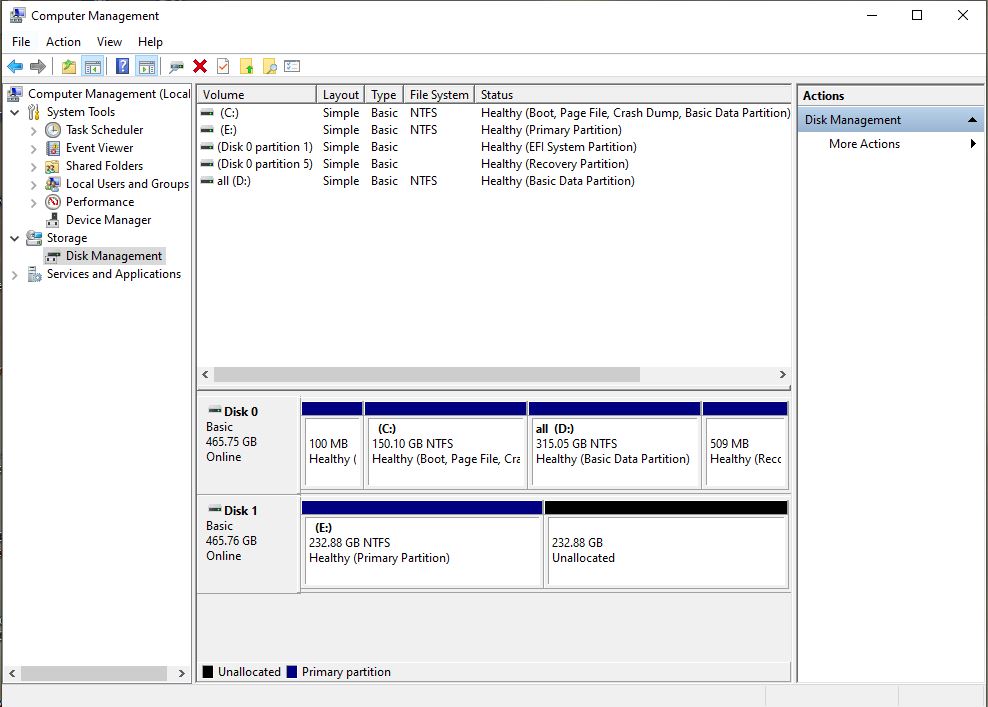 Computer Management
File Action View Help
Computer Management (Local
System Tools
Task Scheduler
Event Viewer
Shared Folders
Local Users and Groups
Performance
Device Manager
Storage
Disk Management
Services and Applications
Volume Layout Type File System Status
(C:) Simple Basic NTFS Healthy (Boot, Page File, Crash Dump, Basic Data Partition)
(E:) Simple Basic NTFS Healthy (Primary Partition)
(Disk 0 partition 1) Simple Basic Healthy (EFI System Partition)
(Disk 0 partition 5) Simple Basic Healthy (Recovery Partition)
all (D:) Simple Basic NTFS Healthy (Basic Data Partition)
Disk 0
Basic
465.75 GB
Online
100 MB
Healthy (
(C:)
150.10 GB NTFS
Healthy (Boot, Page File, Cra
all (D:)
315.05 GB NTFS
Healthy (Basic Data Partition)
509 MB
Healthy (Recc
Disk 1
Basic
465.76 GB
Online
(E:)
232.88 GB NTFS
Healthy (Primary Partition)
232.88 GB
Unallocated
Unallocated Primary partition
Actions
Disk Management
More Actions